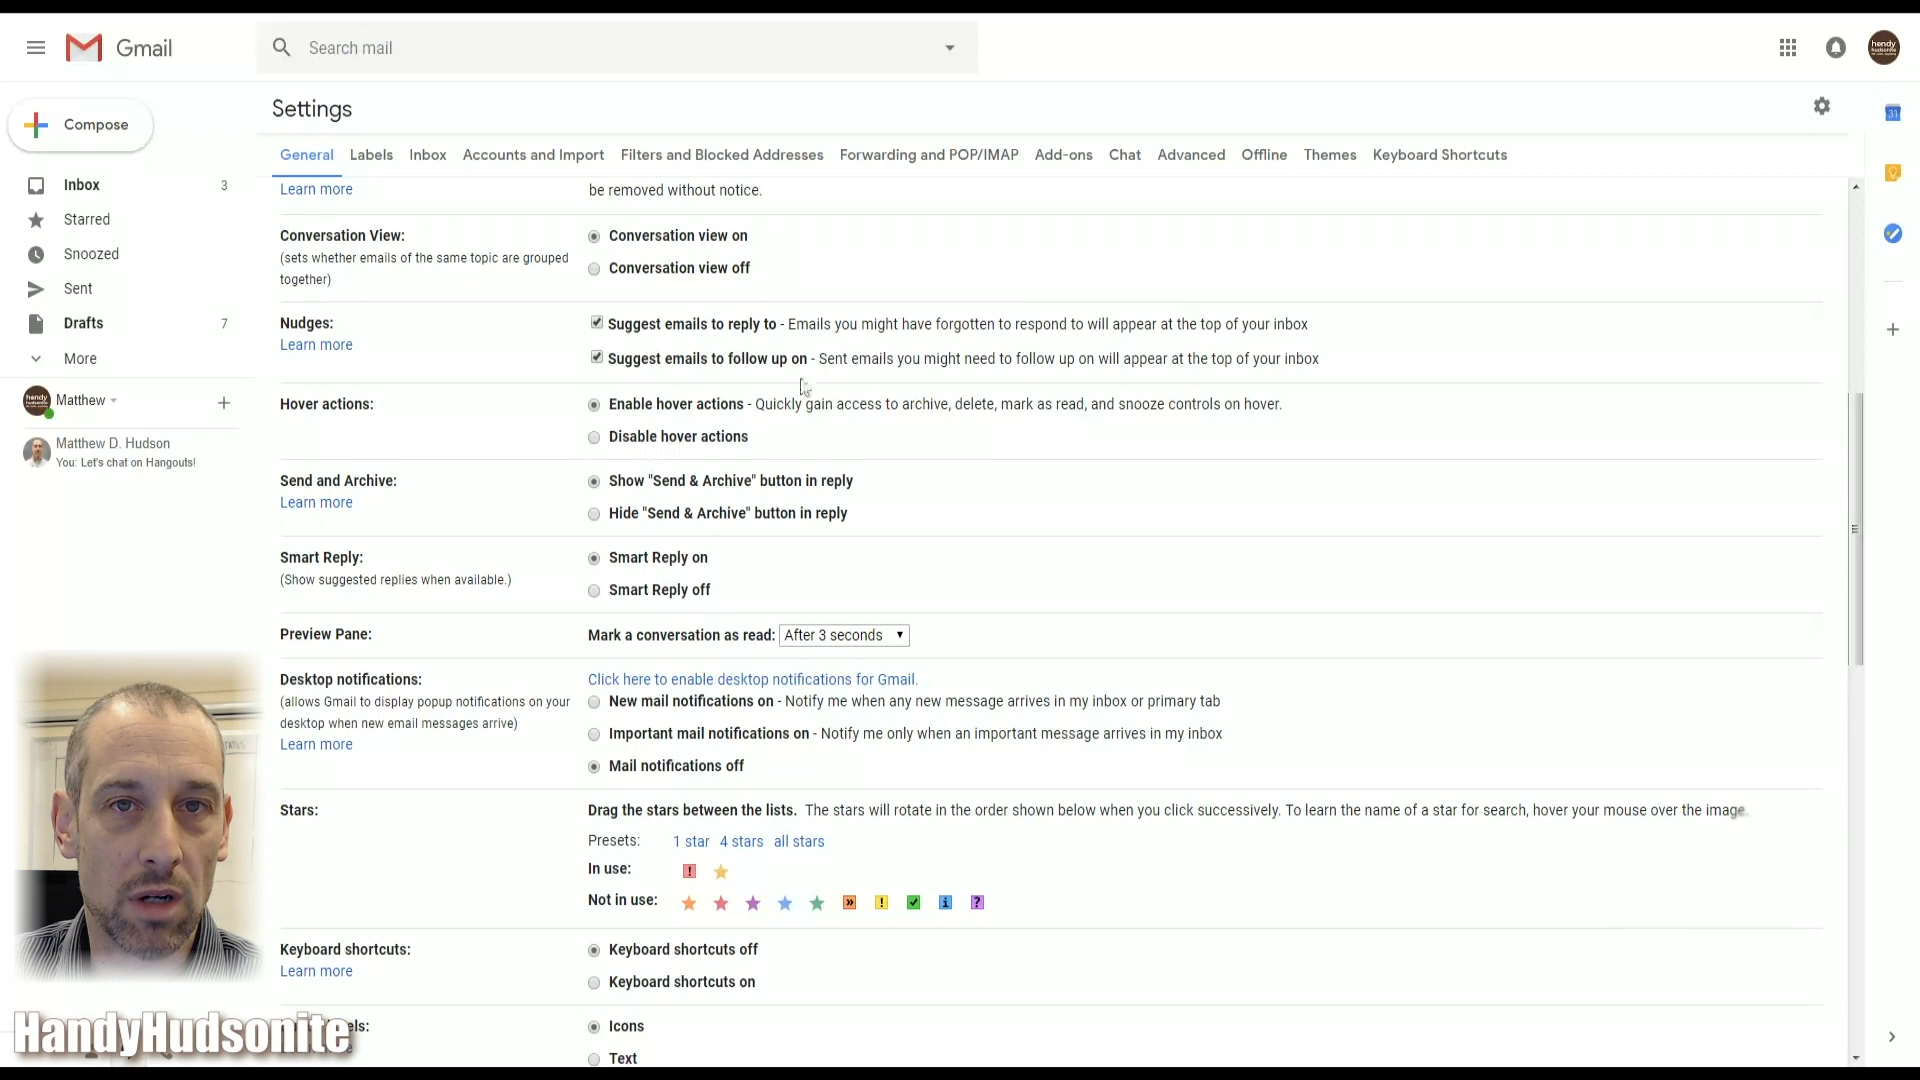 Gmail
Search mail
Compose
Settings
General Labels Inbox Accounts and Import Filters and Blocked Addresses Forwarding and POP/IMAP Add-ons Chat Advanced Offline Themes Keyboard Shortcuts
31
Inbox 3
Starred
Snoozed
Sent
Drafts 7
More
Matthew
Matthew D. Hudson
You: Let's chat on Hangouts!
Learn more
be removed without notice.
Conversation View:
(sets whether emails of the same topic are grouped
together)
Conversation view on
Conversation view off
Nudges:
Learn more
Suggest emails to reply to - Emails you might have forgotten to respond to will appear at the top of your inbox
Suggest emails to follow up on - Sent emails you might need to follow up on will appear at the top of your inbox
Hover actions:
Enable hover actions - Quickly gain access to archive, delete, mark as read, and snooze controls on hover.
Disable hover actions
Send and Archive:
Learn more
Show "Send & Archive" button in reply
Hide "Send & Archive" button in reply
Smart Reply:
(Show suggested replies when available.)
Smart Reply on
Smart Reply off
Preview Pane:
Mark a conversation as read: After 3 seconds
Desktop notifications:
(allows Gmail to display popup notifications on your
desktop when new email messages arrive)
Learn more
Click here to enable desktop notifications for Gmail.
New mail notifications on - Notify me when any new message arrives in my inbox or primary tab
Important mail notifications on - Notify me only when an important message arrives in my inbox
Mail notifications off
Stars:
Drag the stars between the lists. The stars will rotate in the order shown below when you click successively. To learn the name of a star for search, hover your mouse over the image.
Presets: 1 star 4 stars all stars
In use: !
Not in use: » ! i ?
Keyboard shortcuts:
Learn more
Keyboard shortcuts off
Keyboard shortcuts on
Icons
Text
HandyHudsonite